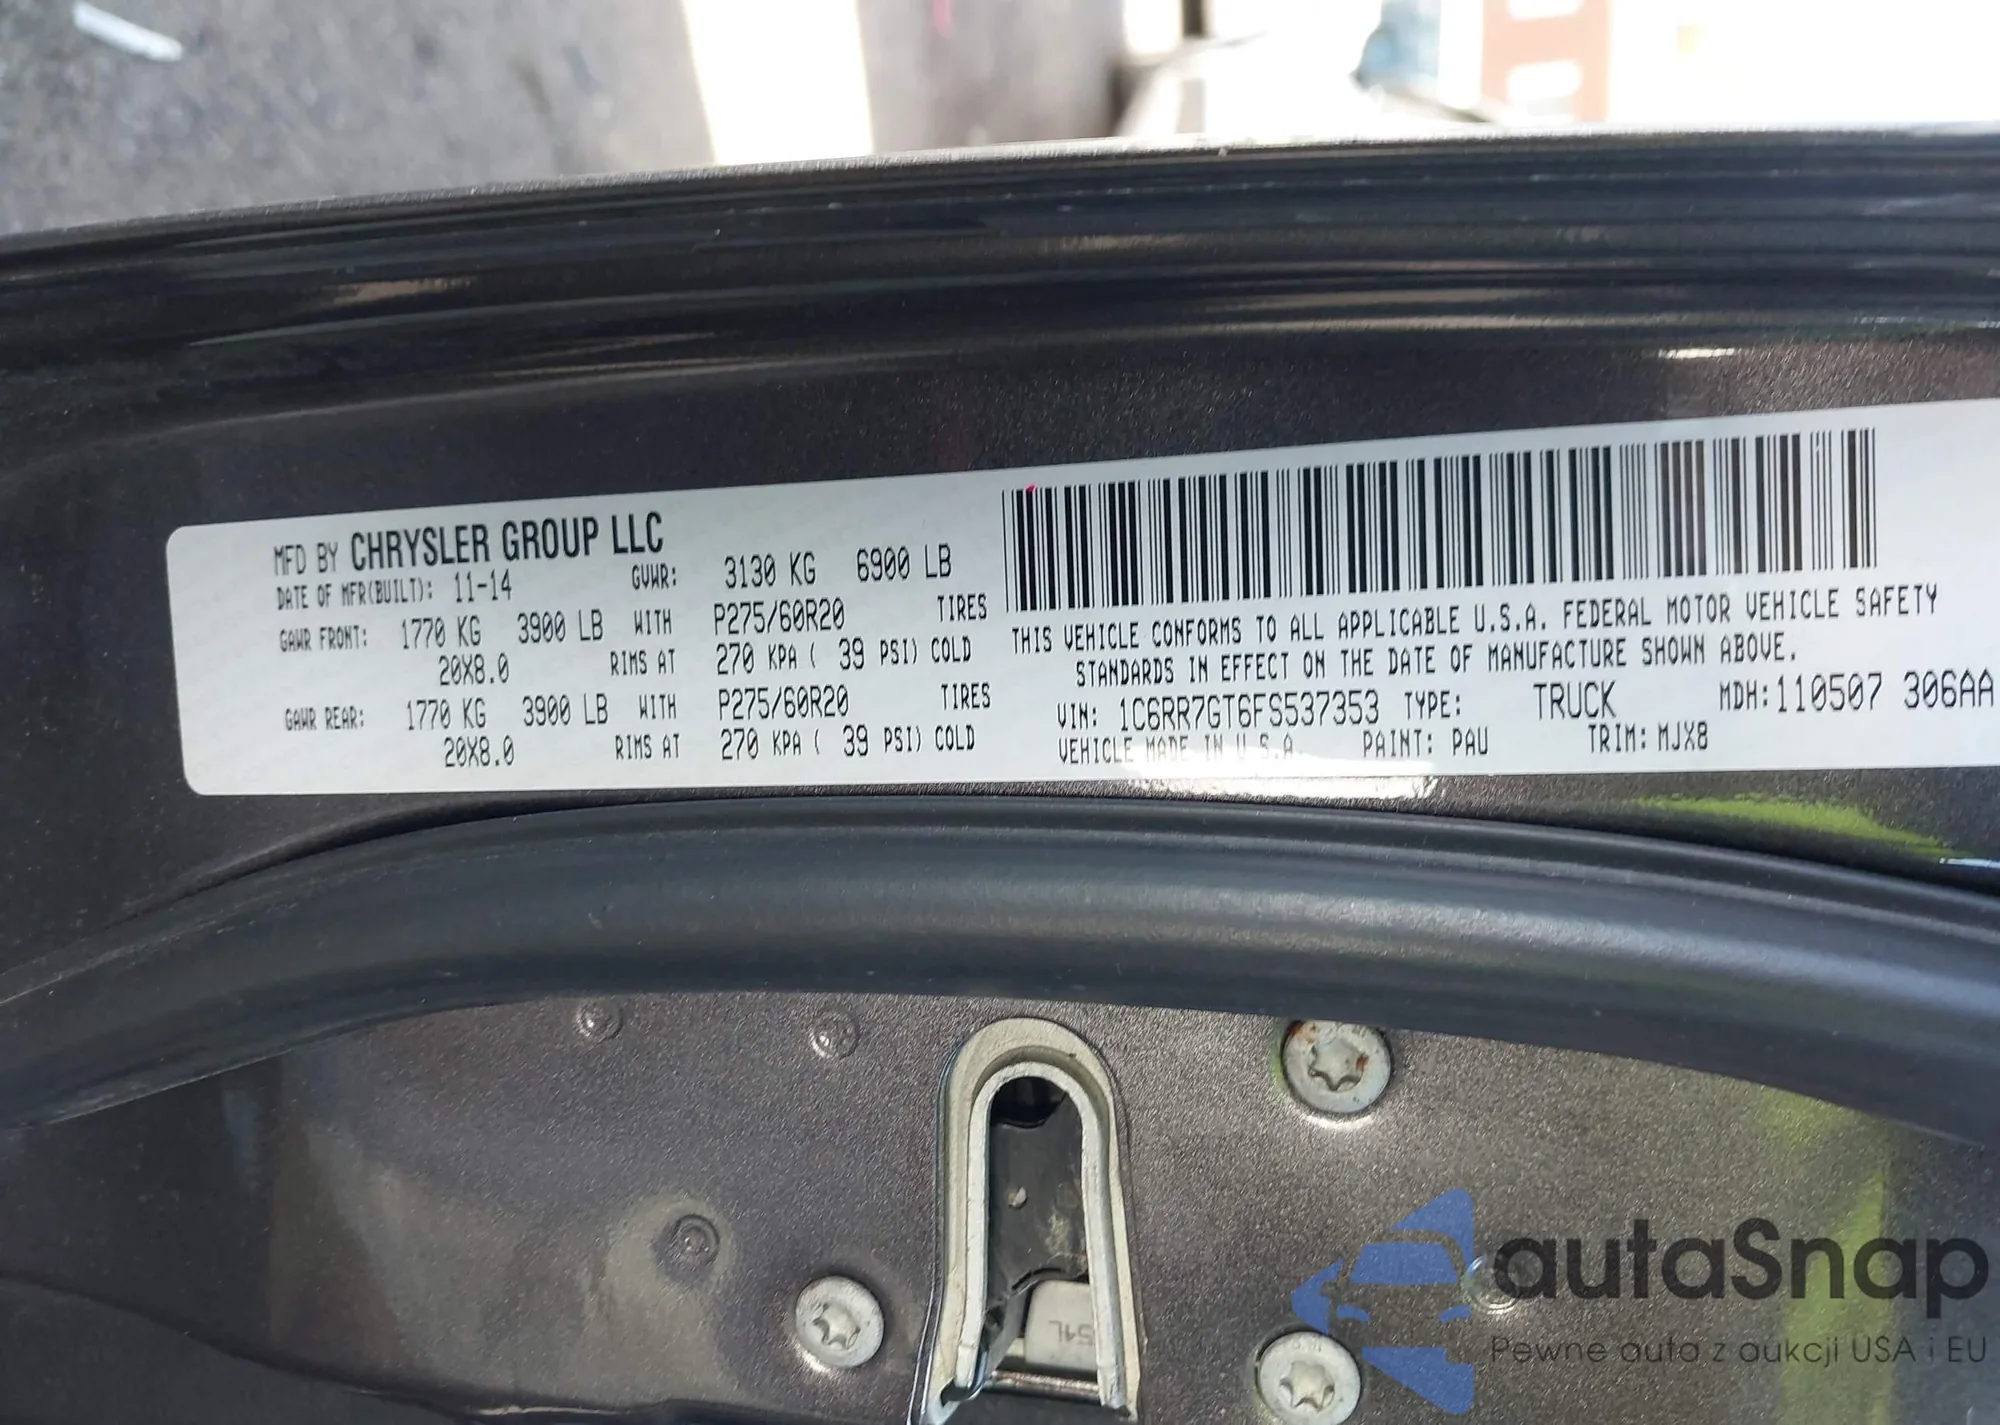 MFD BY CHRYSLER GROUP LLC
DATE OF MFR(BUILT): 11-14 GVWR: 3130 KG 6900 LB
GAWR FRONT: 1770 KG 3900 LB WITH P275/60R20 TIRES
20X8.0 RIMS AT 270 KPA ( 39 PSI) COLD
GAWR REAR: 1770 KG 3900 LB WITH P275/60R20 TIRES
20X8.0 RIMS AT 270 KPA ( 39 PSI) COLD
THIS VEHICLE CONFORMS TO ALL APPLICABLE U.S.A. FEDERAL MOTOR VEHICLE SAFETY
STANDARDS IN EFFECT ON THE DATE OF MANUFACTURE SHOWN ABOVE.
VIN: 1C6RR7GT6FS537353 TYPE: TRUCK MDH:110507 306AA
VEHICLE MADE IN U.S.A. PAINT: PAU TRIM: MJX8
54L
autaSnap
Pewne auta z aukcji USA i EU